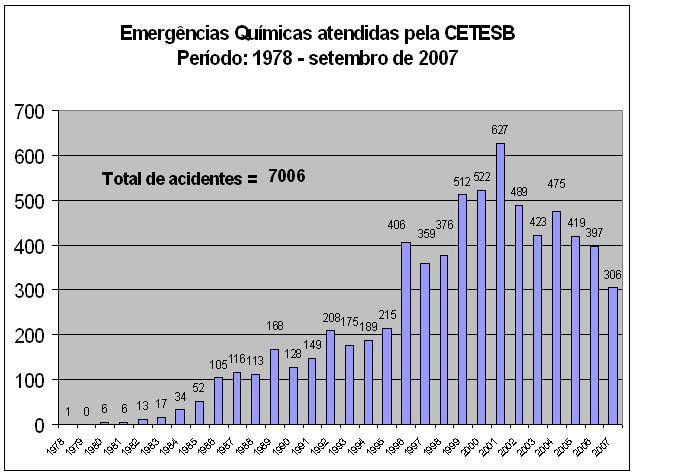 Emergências Químicas atendidas pela CETESB
Período: 1978 - setembro de 2007
700
600
500
400
300
200
100
0
Total de acidentes = 7006
1 0 6 6 13 17 34 52 105 116 113 168 128 149 208 175 189 215 406 359 376 512 522 627 489 423 475 419 397 306
1978 1979 1980 1981 1982 1983 1984 1985 1986 1987 1988 1989 1990 1991 1992 1993 1994 1995 1996 1997 1998 1999 2000 2001 2002 2003 2004 2005 2006 2007